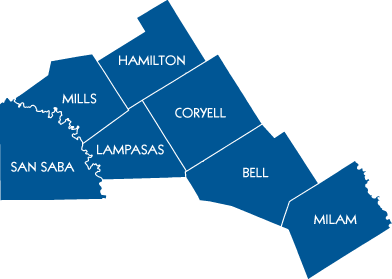 HAMILTON
MILLS
CORYELL
LAMPASAS
SAN SABA
BELL
MILAM